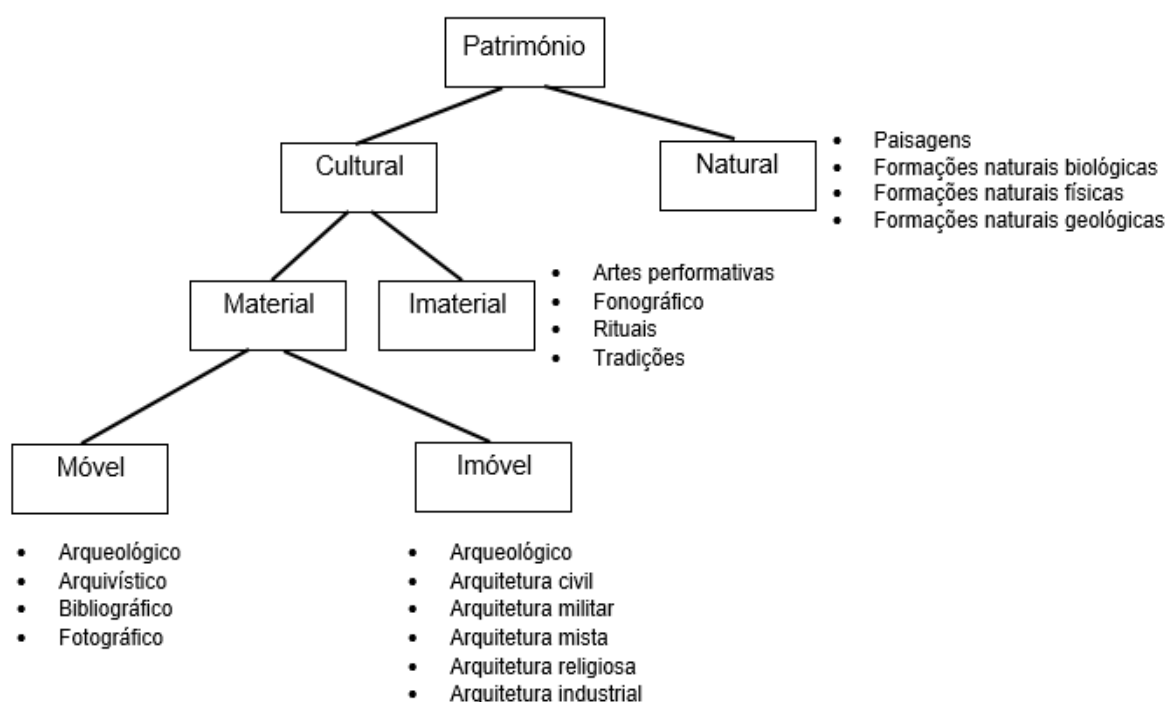 Património
Cultural
Natural
• Paisagens
• Formações naturais biológicas
• Formações naturais físicas
• Formações naturais geológicas
Material
Imaterial
• Artes performativas
• Fonográfico
• Rituais
• Tradições
Móvel
Imóvel
• Arqueológico
• Arquivístico
• Bibliográfico
• Fotográfico
• Arqueológico
• Arquitetura civil
• Arquitetura militar
• Arquitetura mista
• Arquitetura religiosa
• Arquitetura industrial